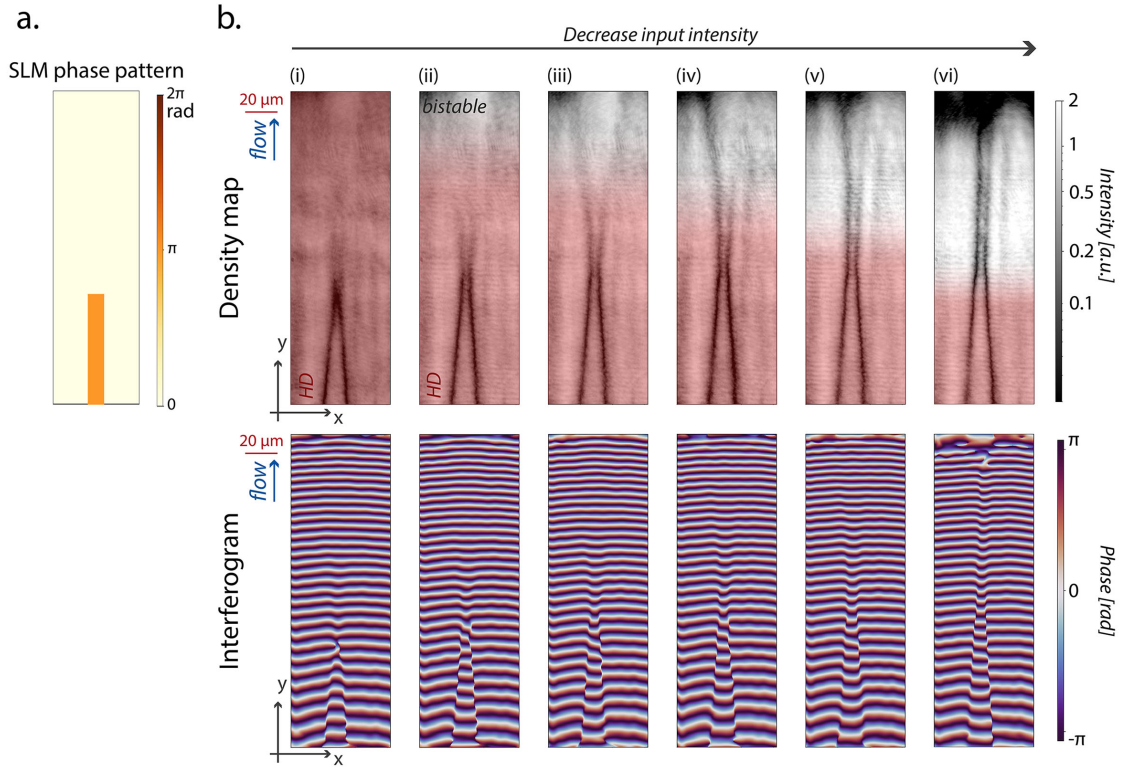 a.
SLM phase pattern
2π
rad
π
0
b.
Decrease input intensity
(i)
(ii)
(iii)
(iv)
(v)
(vi)
20 μm
flow
bistable
HD
HD
Density map
y
x
2
1
0.5
0.2
0.1
Intensity [a.u.]
20 μm
flow
Interferogram
y
x
π
0
-π
Phase [rad]